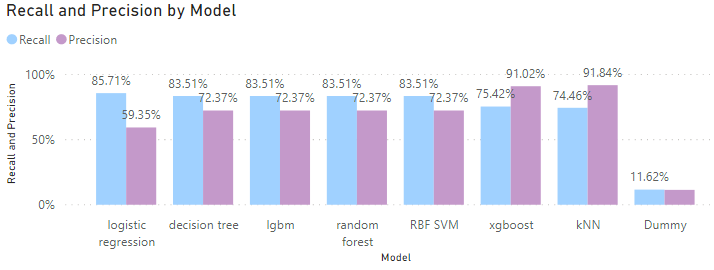 Recall and Precision by Model
Recall Precision
Recall and Precision
100%
50%
0%
85.71%
59.35%
83.51%
72.37%
83.51%
72.37%
83.51%
72.37%
83.51%
72.37%
75.42%
91.02%
74.46%
91.84%
11.62%
logistic
regression
decision tree
lgbm
random
forest
RBF SVM
xgboost
kNN
Dummy
Model